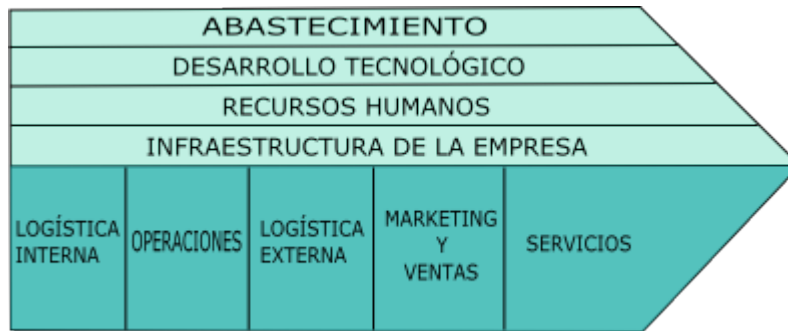 ABASTECIMIENTO
DESARROLLO TECNOLÓGICO
RECURSOS HUMANOS
INFRAESTRUCTURA DE LA EMPRESA
LOGÍSTICA
INTERNA
OPERACIONES
LOGÍSTICA
EXTERNA
MARKETING
Y
VENTAS
SERVICIOS